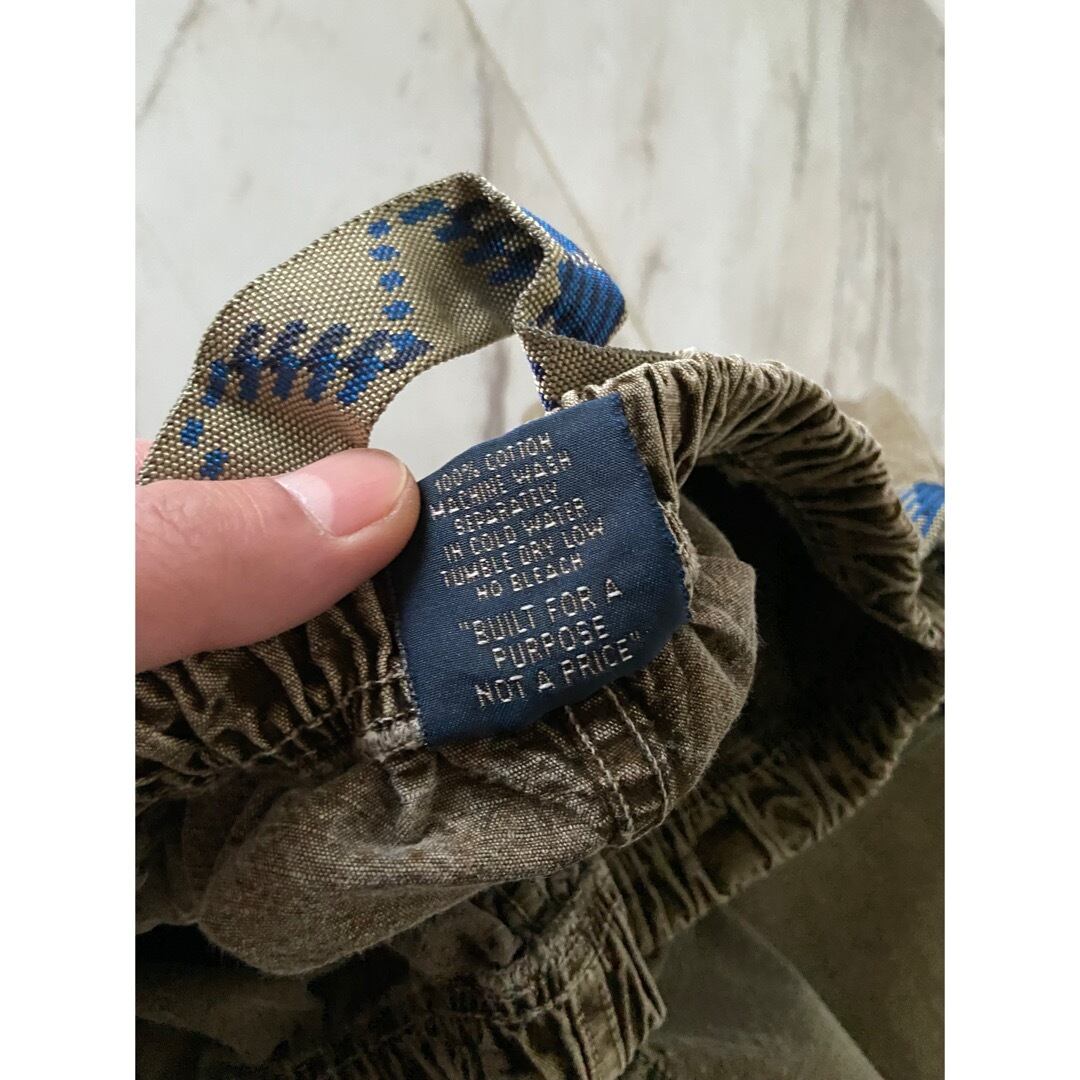 100% COTTON
MACHINE WASH
SEPARATELY
IN COLD WATER
TUMBLE DRY LOW
NO BLEACH
"BUILT FOR A
PURPOSE
NOT A PRICE"